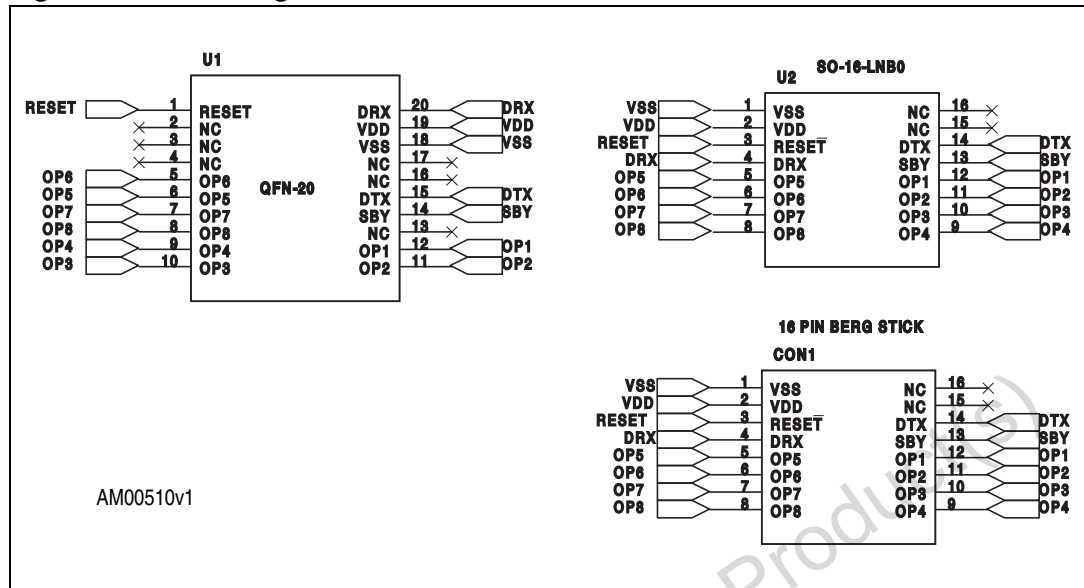 U1
RESET 1 RESET DRX 20 DRX
2 NC VDD 19 VDD
3 NC VSS 18 VSS
4 NC NC 17
OP6 5 OP6 NC 16
OP5 6 OP5 QFN-20 DTX 15 DTX
OP7 7 OP7 SBY 14 SBY
OP8 8 OP8 NC 13
OP4 9 OP4 OP1 12 OP1
OP3 10 OP3 OP2 11 OP2
U2 SO-16-LNB0
VSS 1 VSS NC 16
VDD 2 VDD NC 15
RESET 3 RESET DTX 14 DTX
DRX 4 DRX SBY 13 SBY
OP5 5 OP5 OP1 12 OP1
OP6 6 OP6 OP2 11 OP2
OP7 7 OP7 OP3 10 OP3
OP8 8 OP8 OP4 9 OP4
16 PIN BERG STICK
CON1
VSS 1 VSS NC 16
VDD 2 VDD NC 15
RESET 3 RESET DTX 14 DTX
DRX 4 DRX SBY 13 SBY
OP5 5 OP5 OP1 12 OP1
OP6 6 OP6 OP2 11 OP2
OP7 7 OP7 OP3 10 OP3
OP8 8 OP8 OP4 9 OP4
AM00510v1
Product(s)